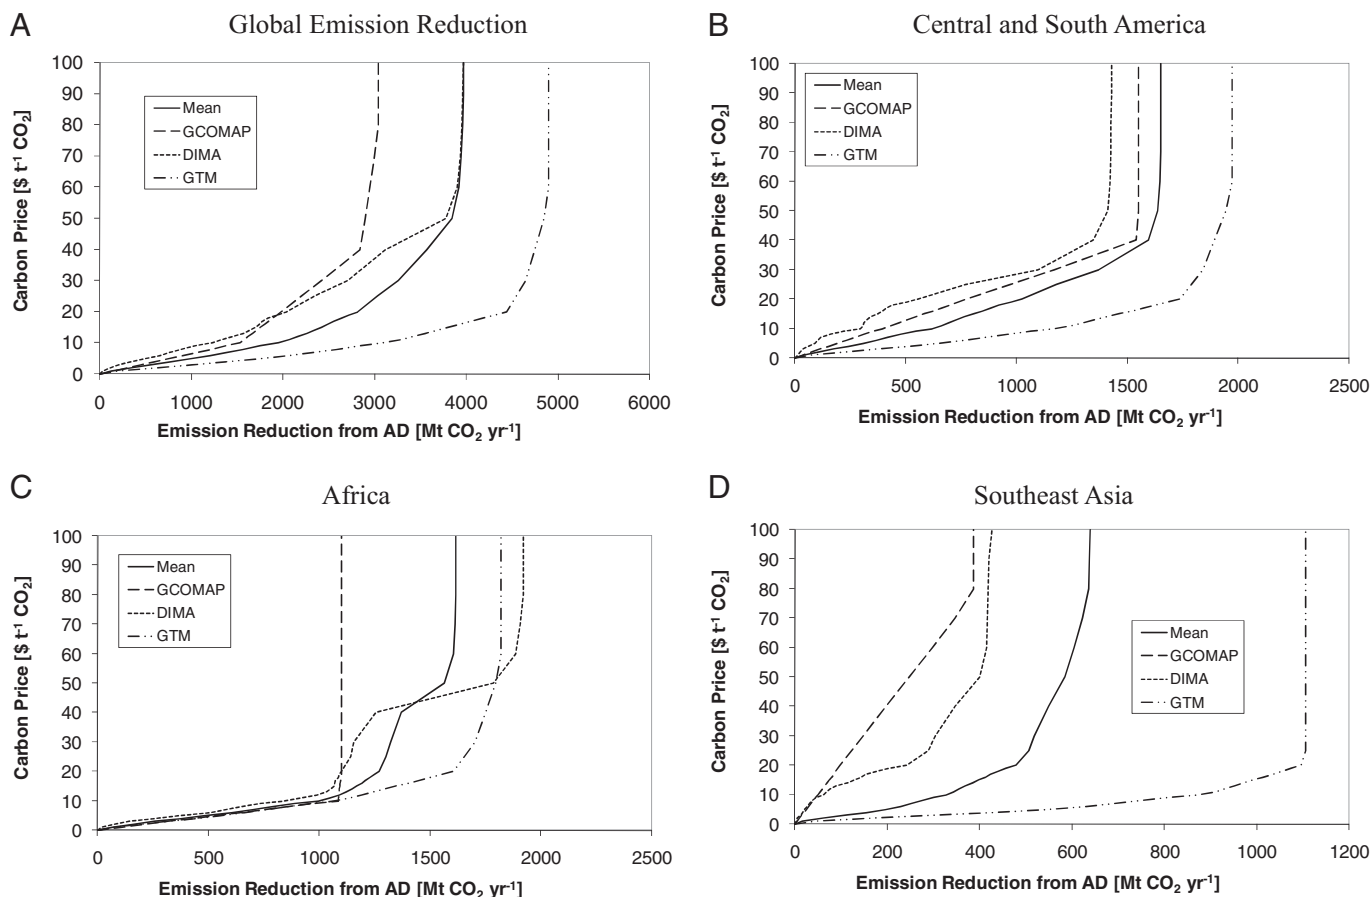 A
Global Emission Reduction
Carbon Price [$ t⁻¹ CO₂]
100
90
80
70
60
50
40
30
20
10
0
Mean
GCOMAP
DIMA
GTM
0 1000 2000 3000 4000 5000 6000
Emission Reduction from AD [Mt CO₂ yr⁻¹]
B
Central and South America
Carbon Price [$ t⁻¹ CO₂]
100
90
80
70
60
50
40
30
20
10
0
Mean
GCOMAP
DIMA
GTM
0 500 1000 1500 2000 2500
Emission Reduction from AD [Mt CO₂ yr⁻¹]
C
Africa
Carbon Price [$ t⁻¹ CO₂]
100
90
80
70
60
50
40
30
20
10
0
Mean
GCOMAP
DIMA
GTM
0 500 1000 1500 2000 2500
Emission Reduction from AD [Mt CO₂ yr⁻¹]
D
Southeast Asia
Carbon Price [$ t⁻¹ CO₂]
100
90
80
70
60
50
40
30
20
10
0
Mean
GCOMAP
DIMA
GTM
0 200 400 600 800 1000 1200
Emission Reduction from AD [Mt CO₂ yr⁻¹]